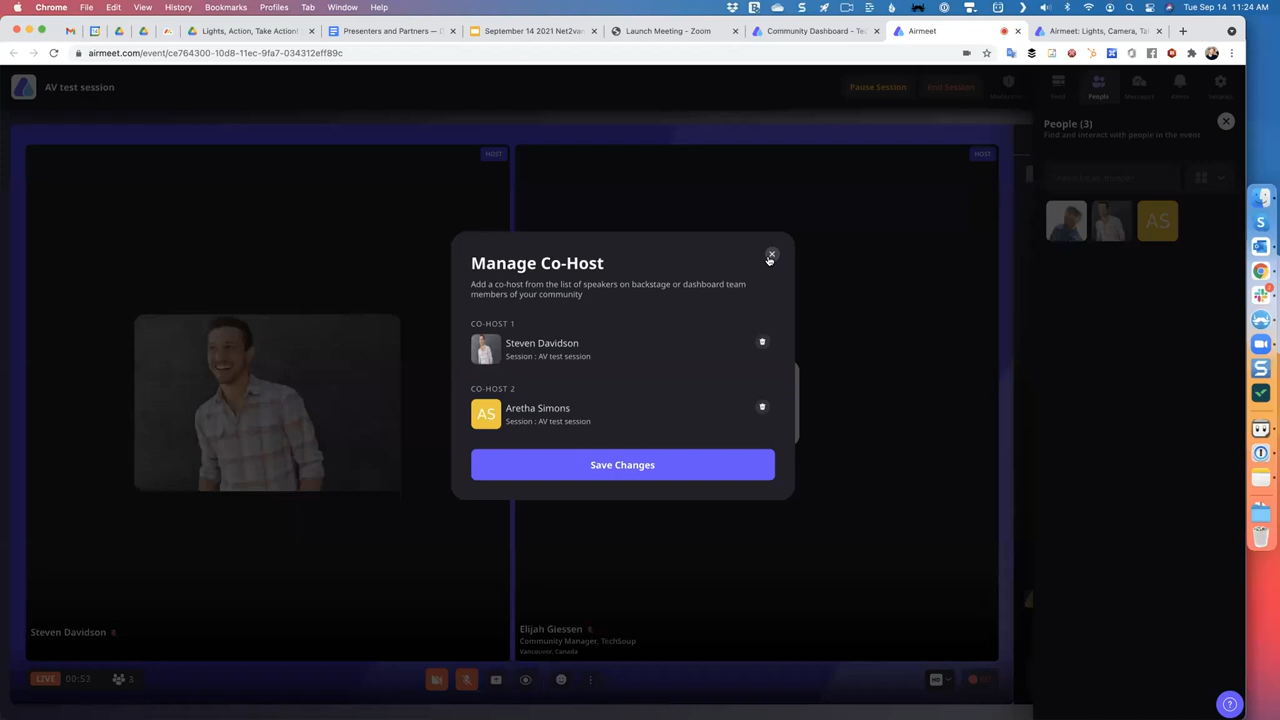 Chrome File Edit View History Bookmarks Profiles Tab Window Help
Tue Sep 14 11:24 AM
Lights, Action, Take Action!
Presenters and Partners — G
September 14 2021 Net2van
Launch Meeting - Zoom
Community Dashboard - Te
Airmeet
Airmeet: Lights, Camera, Ta
airmeet.com/event/ce764300-10d8-11ec-9fa7-034312eff89c
AV test session
Pause Session
End Session
Feed
People
Messages
Alerts
People (3)
Find and interact with people in the event
HOST
HOST
AS
Manage Co-Host
Add a co-host from the list of speakers on backstage or dashboard team
members of your community
CO-HOST 1
Steven Davidson
Session : AV test session
CO-HOST 2
AS
Aretha Simons
Session : AV test session
Save Changes
Steven Davidson
Elijah Giessen
Community Manager, TechSoup
Vancouver, Canada
LIVE 00:53
3
HD
?